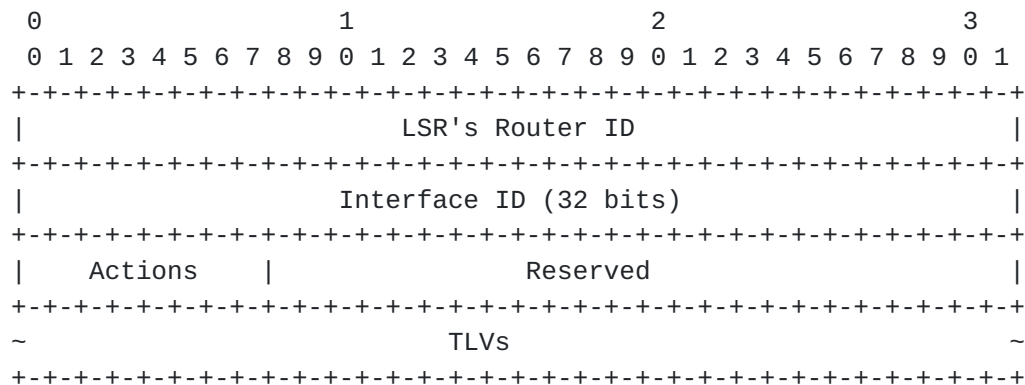 0                   1                   2                   3
 0 1 2 3 4 5 6 7 8 9 0 1 2 3 4 5 6 7 8 9 0 1 2 3 4 5 6 7 8 9 0 1
+-+-+-+-+-+-+-+-+-+-+-+-+-+-+-+-+-+-+-+-+-+-+-+-+-+-+-+-+-+-+-+-+
|                        LSR's Router ID                        |
+-+-+-+-+-+-+-+-+-+-+-+-+-+-+-+-+-+-+-+-+-+-+-+-+-+-+-+-+-+-+-+-+
|                    Interface ID (32 bits)                     |
+-+-+-+-+-+-+-+-+-+-+-+-+-+-+-+-+-+-+-+-+-+-+-+-+-+-+-+-+-+-+-+-+
|    Actions    |                Reserved                       |
+-+-+-+-+-+-+-+-+-+-+-+-+-+-+-+-+-+-+-+-+-+-+-+-+-+-+-+-+-+-+-+-+
~                           TLVs                                ~
+-+-+-+-+-+-+-+-+-+-+-+-+-+-+-+-+-+-+-+-+-+-+-+-+-+-+-+-+-+-+-+-+